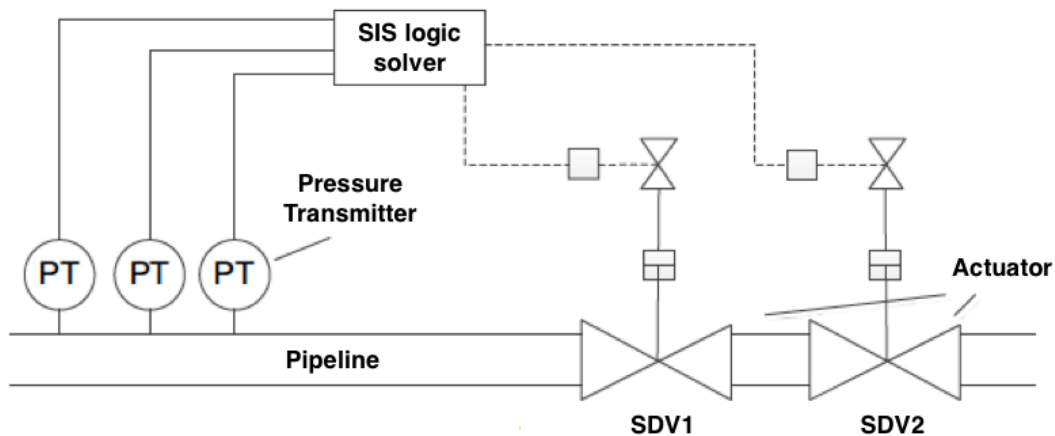 SIS logic
solver
Pressure
Transmitter
PT
PT
PT
Actuator
Pipeline
SDV1
SDV2